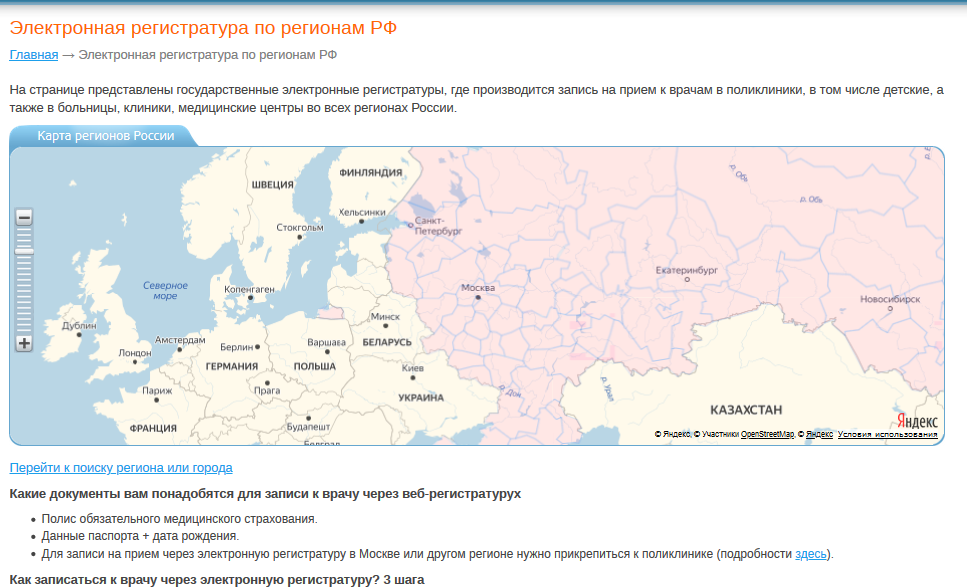 Электронная регистратура по регионам РФ
Главная → Электронная регистратура по регионам РФ
На странице представлены государственные электронные регистратуры, где производится запись на прием к врачам в поликлиники, в том числе детские, а
также в больницы, клиники, медицинские центры во всех регионах России.
Карта регионов России
ФИНЛЯНДИЯ
ШВЕЦИЯ
р. Обь
р. Обь
Хельсинки
Санкт-
Петербург
Стокгольм
Екатеринбург
Северное
море
Копенгаген
Москва
Новосибирск
Дублин
Минск
Амстердам
Берлин
Варшава
БЕЛАРУСЬ
Лондон
ГЕРМАНИЯ
ПОЛЬША
Киев
Париж
Прага
р. Дон
р. Урал
УКРАИНА
КАЗАХСТАН
ФРАНЦИЯ
Будапешт
Яндекс
© Яндекс, © Участники OpenStreetMap, © Яндекс Условия использования
Белград
Перейти к поиску региона или города
Какие документы вам понадобятся для записи к врачу через веб-регистратурух
• Полис обязательного медицинского страхования.
• Данные паспорта + дата рождения.
• Для записи на прием через электронную регистратуру в Москве или другом регионе нужно прикрепиться к поликлинике (подробности здесь).
Как записаться к врачу через электронную регистратуру? 3 шага